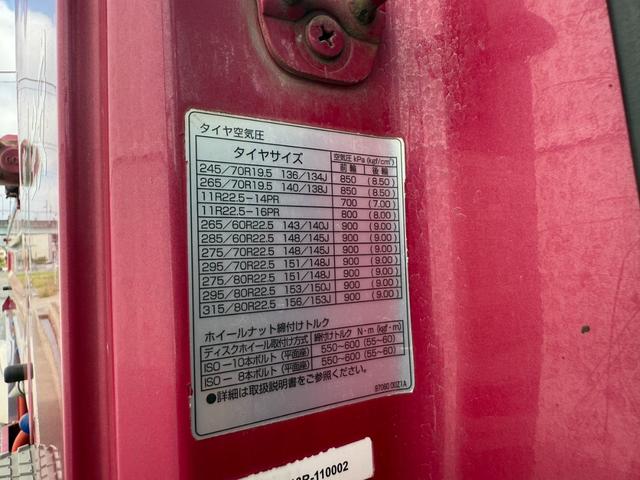 タイヤ空気圧
タイヤサイズ 空気圧 kPa (kgf/cm²)
前輪 後輪
245/70R19.5 136/134J 850 (8.50)
265/70R19.5 140/138J 850 (8.50)
11R22.5-14PR 700 (7.00)
11R22.5-16PR 800 (8.00)
265/60R22.5 143/140J 900 (9.00)
285/60R22.5 148/145J 900 (9.00)
275/70R22.5 148/145J 900 (9.00)
295/70R22.5 151/148J 900 (9.00)
275/80R22.5 151/148J 900 (9.00)
295/80R22.5 153/150J 900 (9.00)
315/80R22.5 156/153J 900 (9.00)
ホイールナット締付けトルク
ディスクホイール取付け方式 締付けトルク N・m (kgf・m)
ISO-10本ボルト (平面座) 550~600 (55~60)
ISO- 8本ボルト (平面座) 550~600 (55~60)
●詳細は取扱説明書をご参照ください。
97060 00Z1A
-110002